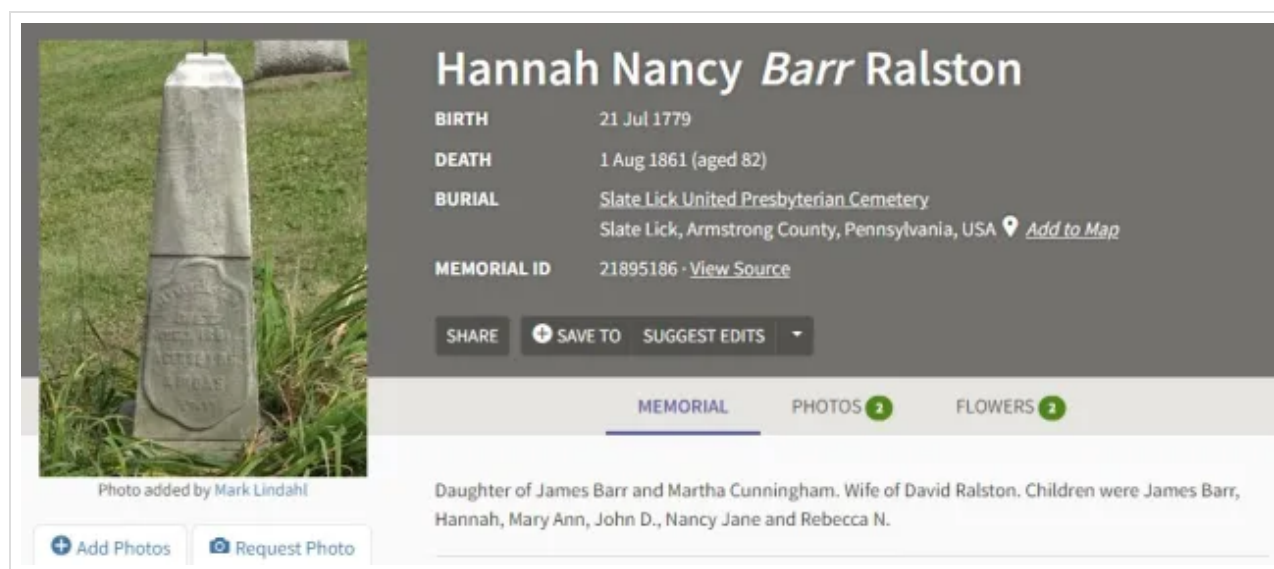 Hannah Nancy Barr Ralston
BIRTH 21 Jul 1779
DEATH 1 Aug 1861 (aged 82)
BURIAL Slate Lick United Presbyterian Cemetery
Slate Lick, Armstrong County, Pennsylvania, USA Add to Map
MEMORIAL ID 21895186 · View Source
SHARE SAVE TO SUGGEST EDITS
MEMORIAL PHOTOS 2 FLOWERS 2
Photo added by Mark Lindahl
Daughter of James Barr and Martha Cunningham. Wife of David Ralston. Children were James Barr,
Hannah, Mary Ann, John D., Nancy Jane and Rebecca N.
Add Photos Request Photo